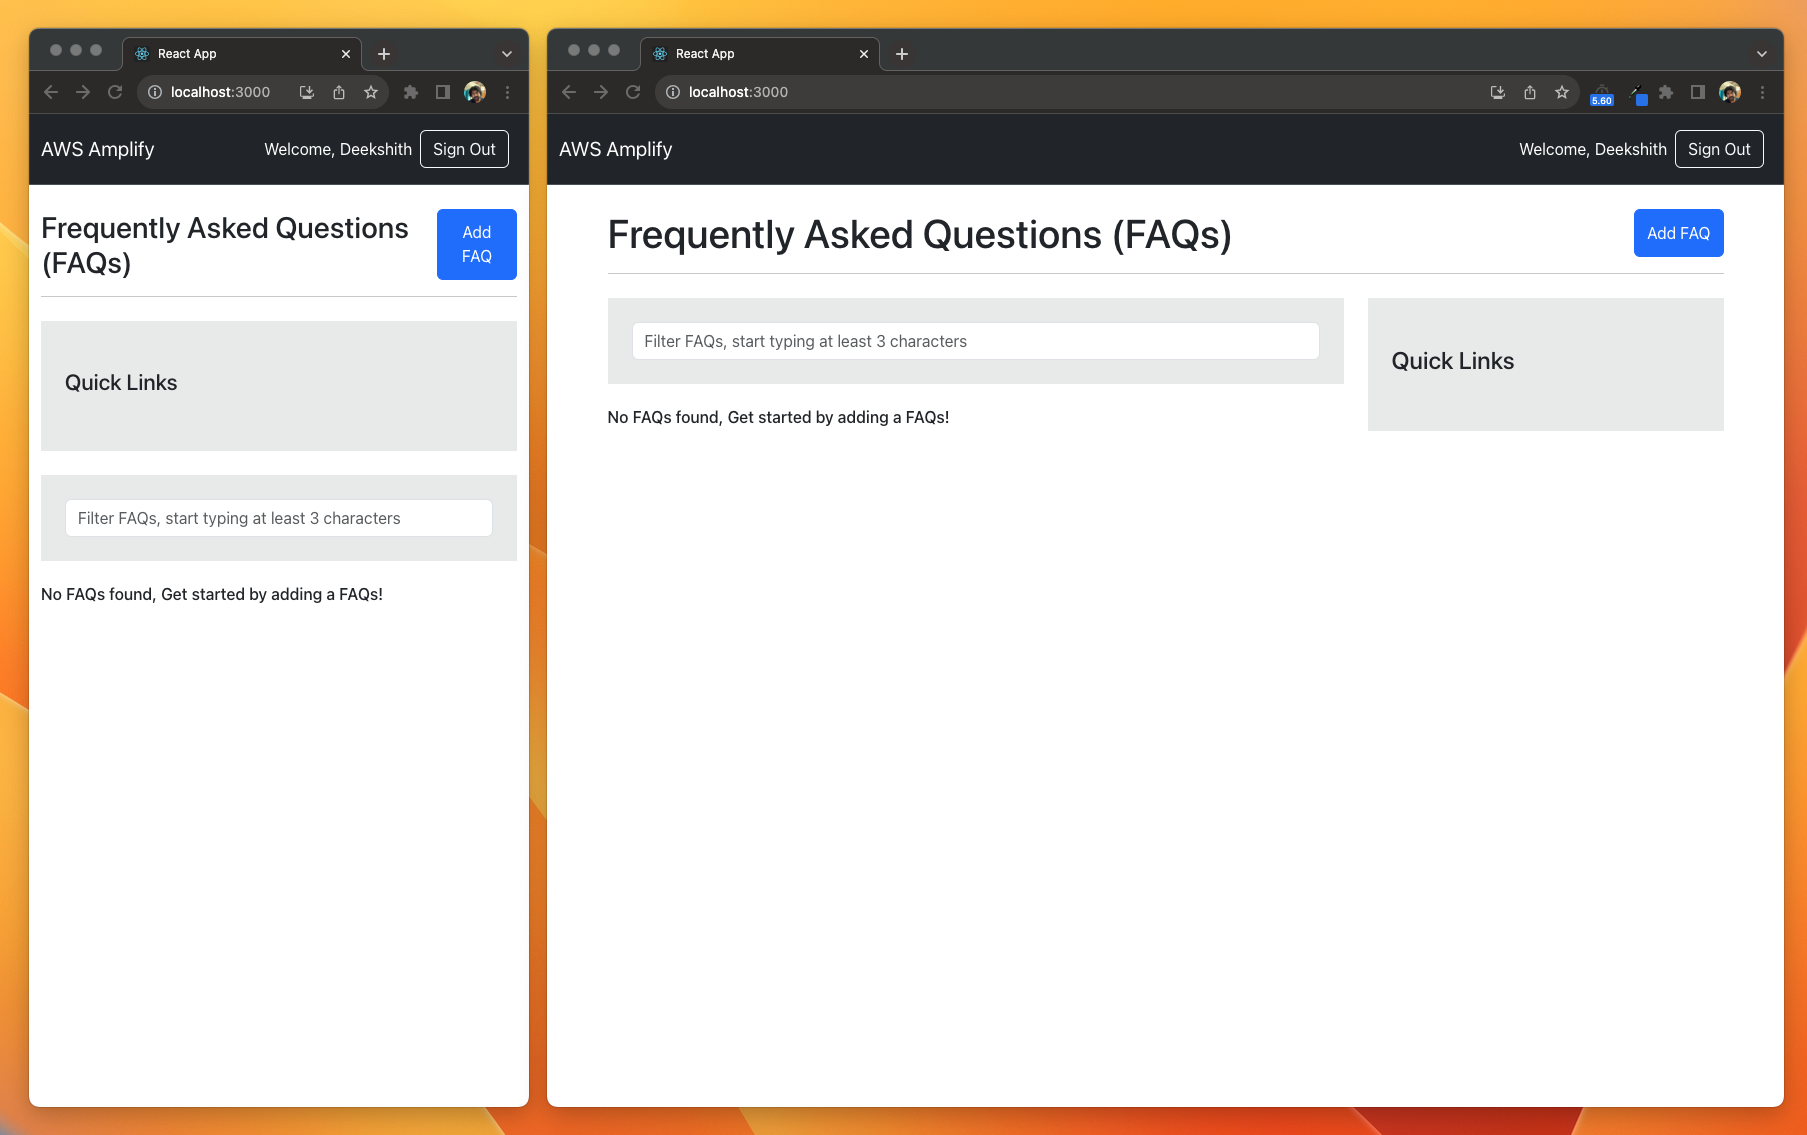 React App
localhost:3000
AWS Amplify
Welcome, Deekshith
Sign Out
Frequently Asked Questions
(FAQs)
Add
FAQ
Quick Links
Filter FAQs, start typing at least 3 characters
No FAQs found, Get started by adding a FAQs!
React App
localhost:3000
5.60
AWS Amplify
Welcome, Deekshith
Sign Out
Frequently Asked Questions (FAQs)
Add FAQ
Filter FAQs, start typing at least 3 characters
Quick Links
No FAQs found, Get started by adding a FAQs!